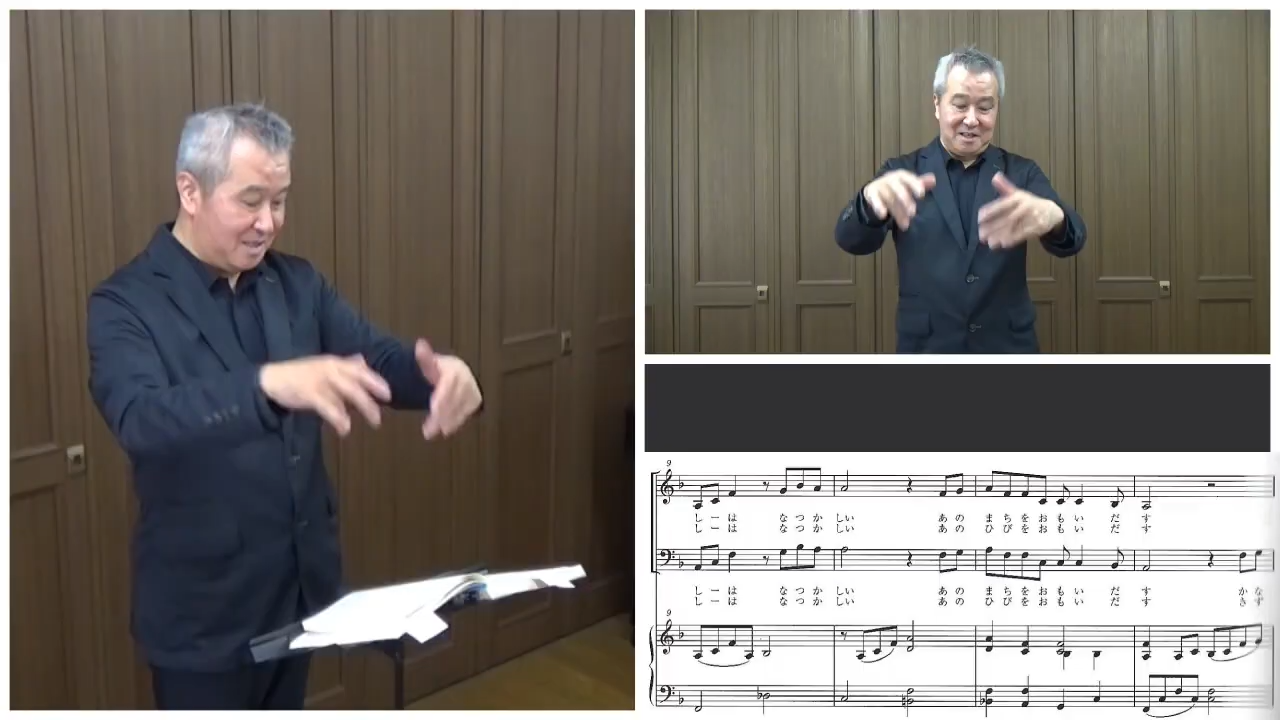 9
しーは なつか しい あの まちを おもい だす
しーは なつか しい あの ひびを おもい だす
しーは なつか しい あの まちを おもい だす かな
しーは なつか しい あの ひびを おもい だす きず
9